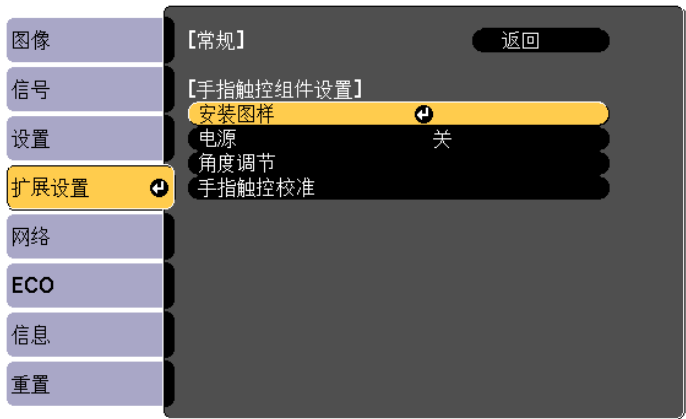 图像
信号
设置
扩展设置
网络
ECO
信息
重置
[常规] 返回
[手指触控组件设置]
安装图样
电源 关
角度调节
手指触控校准